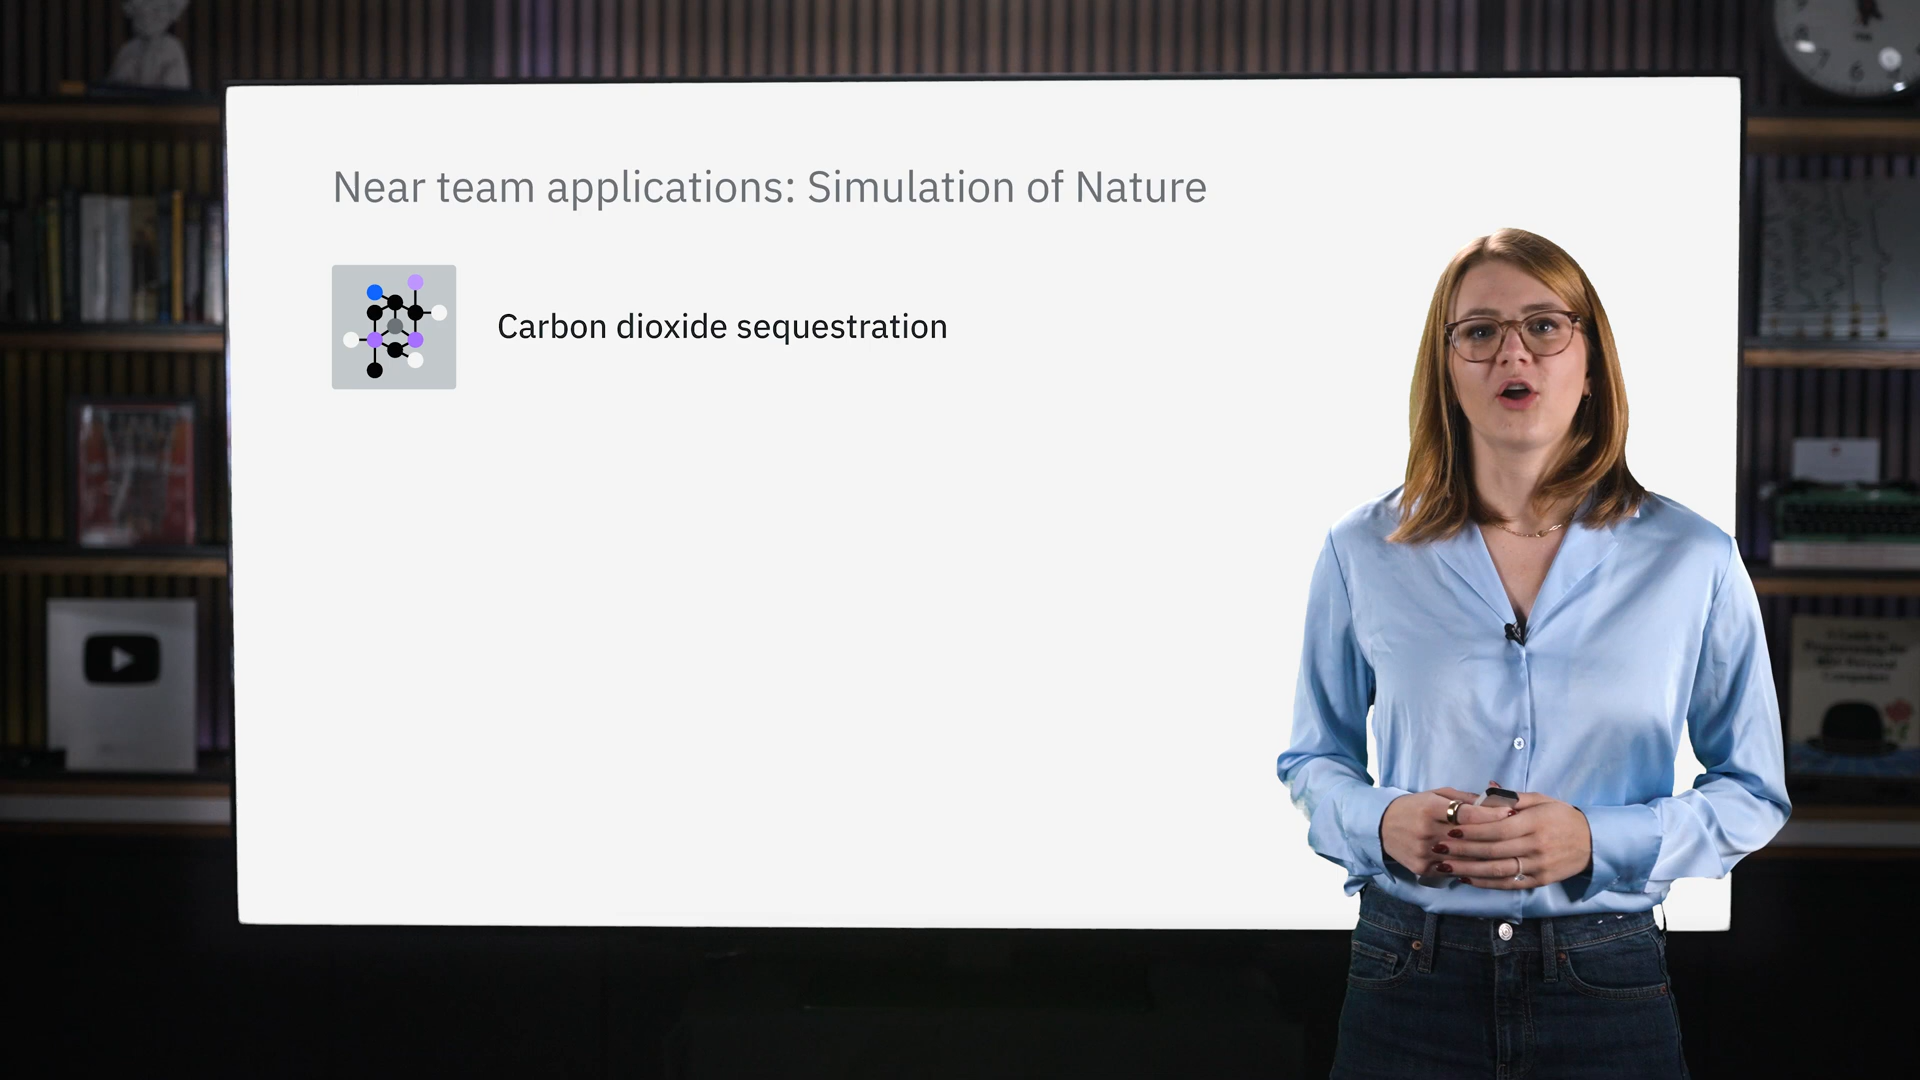 Near team applications: Simulation of Nature
Carbon dioxide sequestration